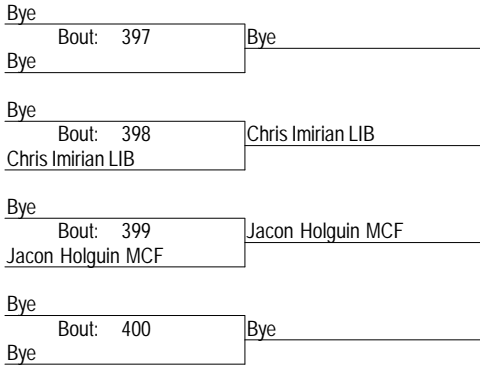 Bye
Bout: 397 Bye
Bye
Bye
Bout: 398 Chris Imirian LIB
Chris Imirian LIB
Bye
Bout: 399 Jacon Holguin MCF
Jacon Holguin MCF
Bye
Bout: 400 Bye
Bye